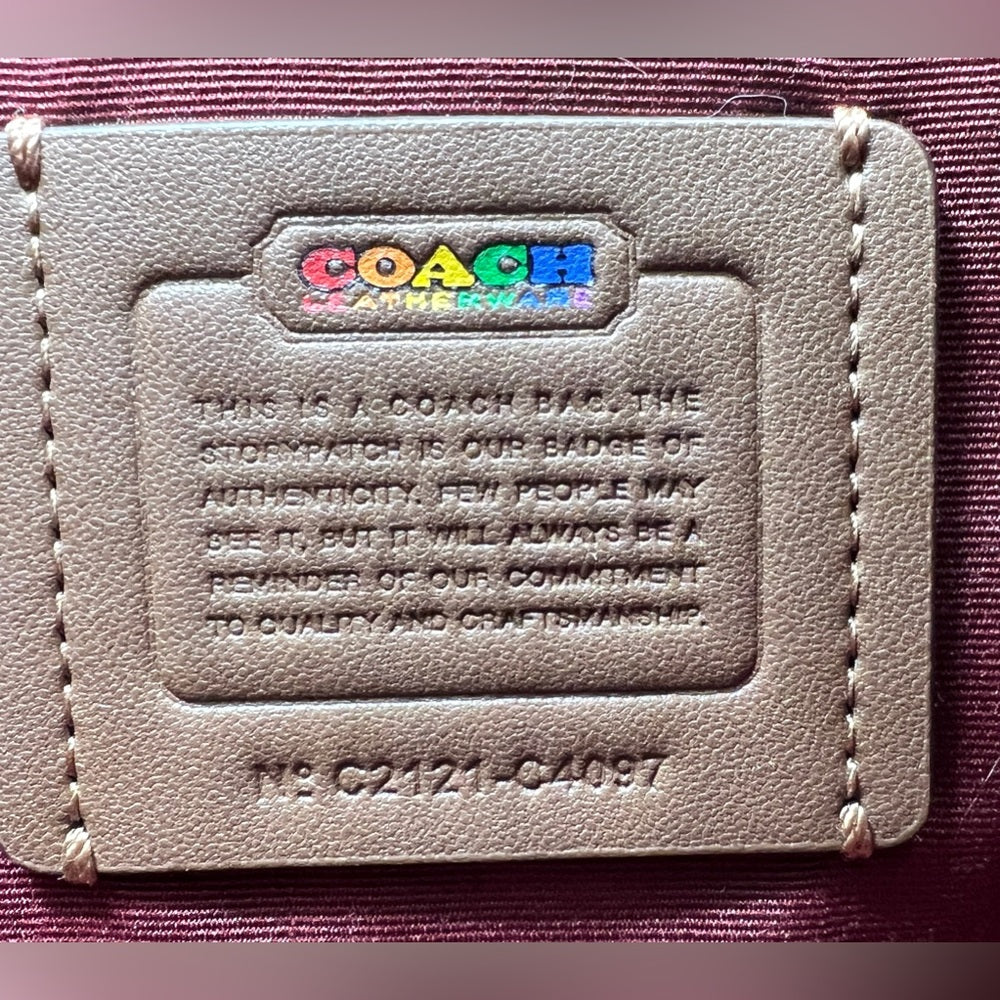 COACH
LEATHERWARE
THIS IS A COACH BAG. THE
STORYPATCH IS OUR BADGE OF
AUTHENTICITY. FEW PEOPLE MAY
SEE IT, BUT IT WILL ALWAYS BE A
REMINDER OF OUR COMMITMENT
TO QUALITY AND CRAFTSMANSHIP.
Nº C2121-C4097